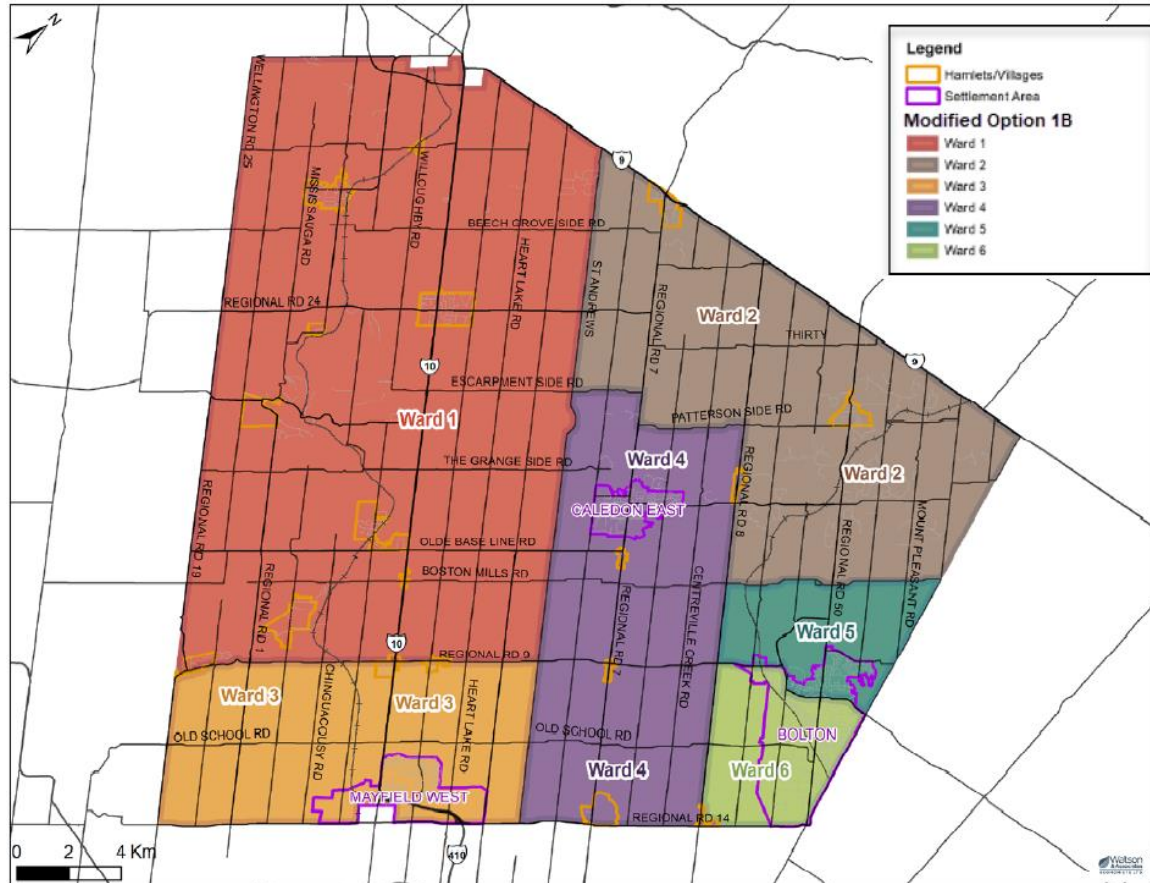 N
Legend
Hamlets/Villages
Settlement Area
Modified Option 1B
Ward 1
Ward 2
Ward 3
Ward 4
Ward 5
Ward 6
WELLINGTON RD 25
MISSISSAUGA RD
WILLOUGHBY RD
9
BEECH GROVE SIDE RD
HEART LAKE RD
ST ANDREWS
REGIONAL RD 7
REGIONAL RD 24
Ward 2
THIRTY
10
9
ESCARPMENT SIDE RD
PATTERSON SIDE RD
Ward 1
THE GRANGE SIDE RD
Ward 4
Ward 2
REGIONAL RD 19
CALEDON EAST
REGIONAL RD 8
REGIONAL RD 50
MOUNT PLEASANT RD
OLDE BASE LINE RD
BOSTON MILLS RD
REGIONAL RD 1
REGIONAL RD 7
CENTREVILLE CREEK RD
Ward 5
10
REGIONAL RD 9
Ward 3
CHINGUACOUSY RD
Ward 3
HEART LAKE RD
OLD SCHOOL RD
OLD SCHOOL RD
BOLTON
Ward 4
Ward 6
MAYFIELD WEST
REGIONAL RD 14
410
0 2 4 Km
Watson
& Associates
ECONOMISTS LTD.